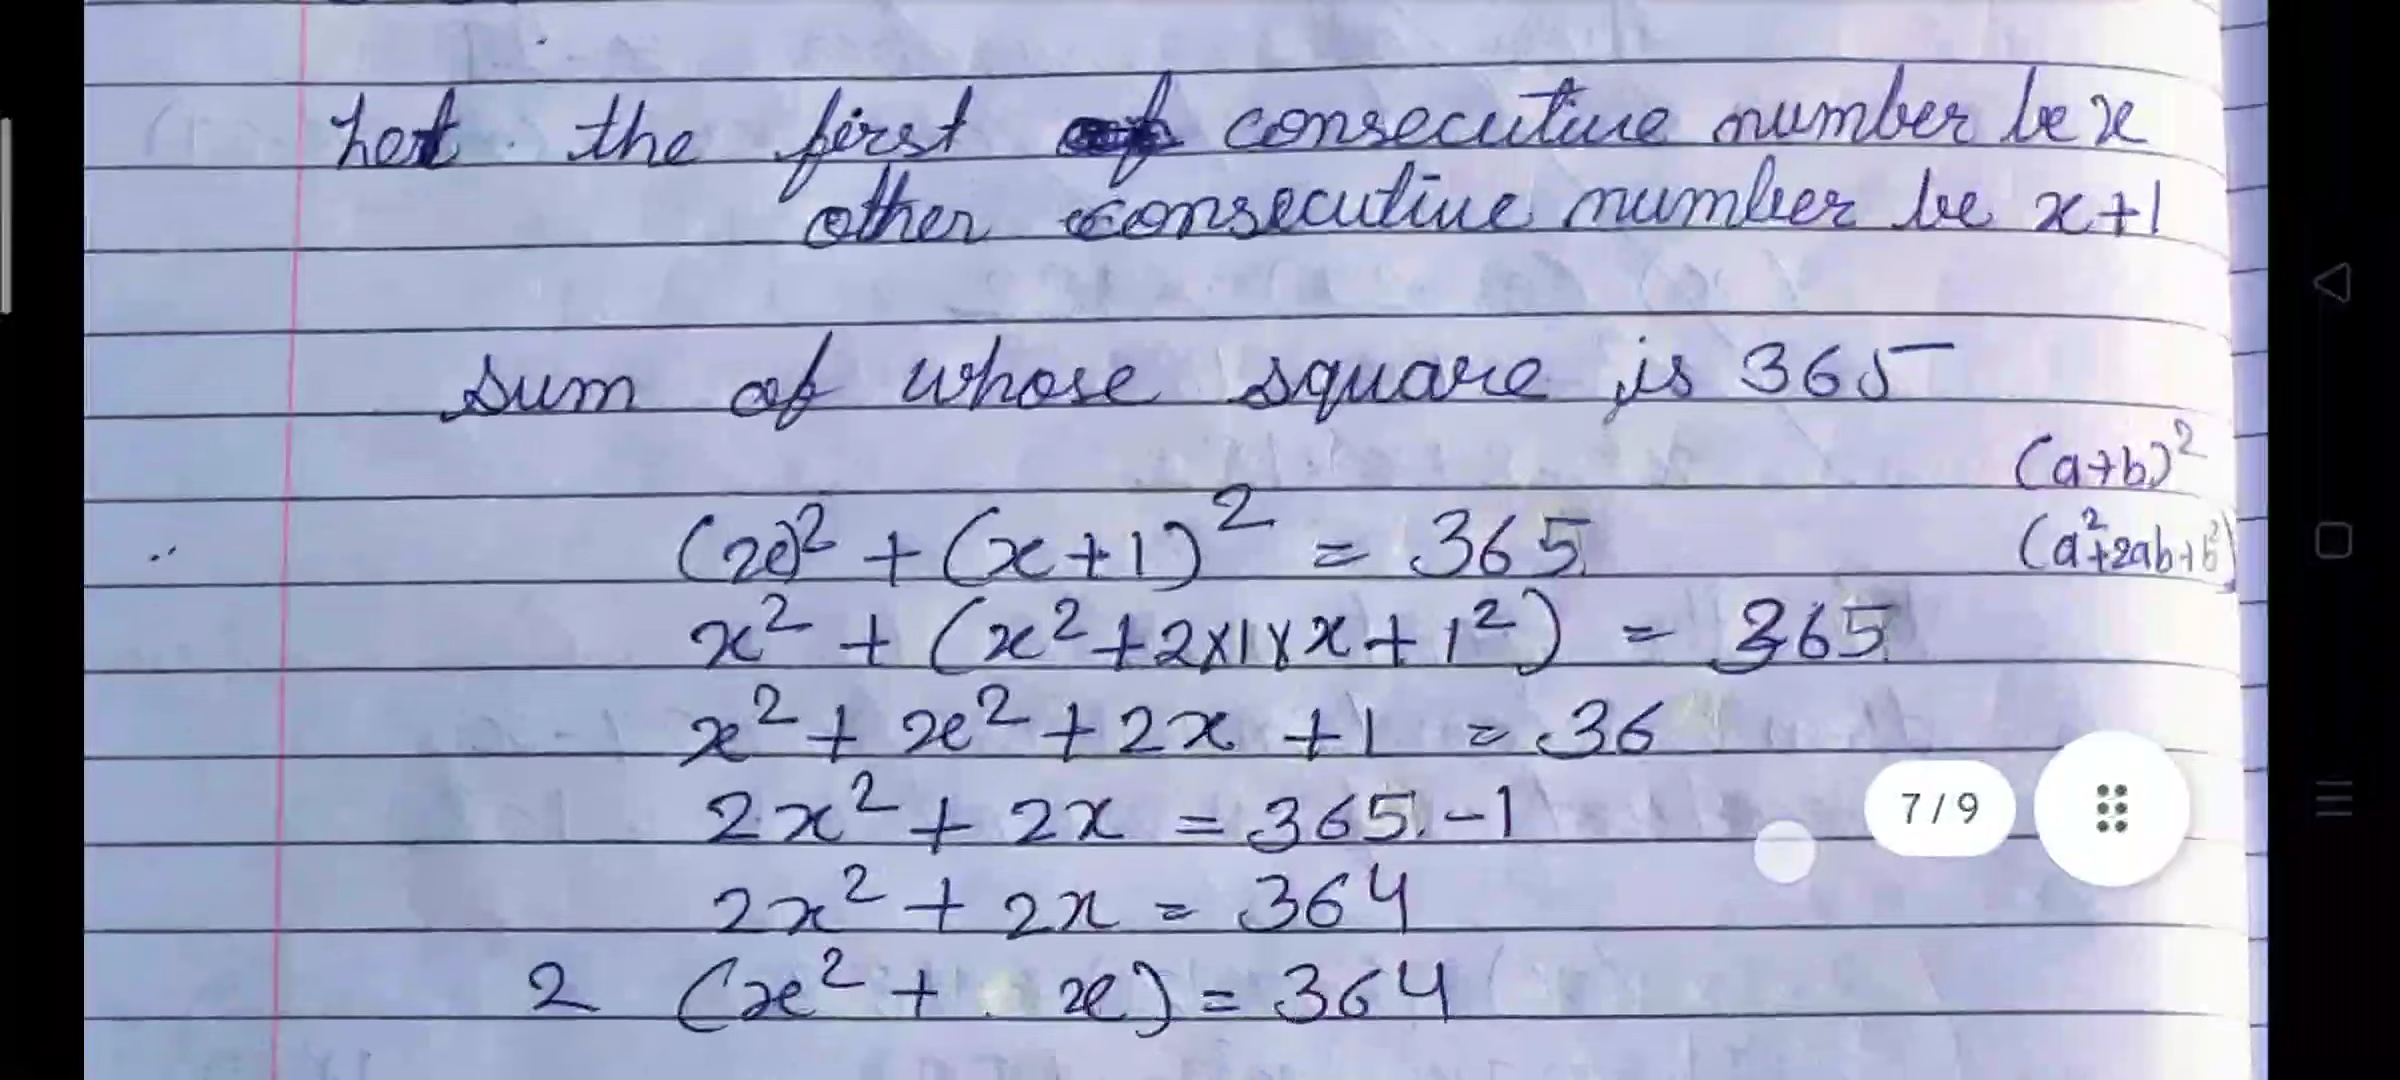 Let the first consecutive number be x
other consecutive number be x+1
sum of whose square is 365
(a+b)²
(x)² + (x+1)² = 365
(a²+2ab+b²)
x² + (x²+2×1×x+1²) = 365
x² + x² + 2x + 1 = 36
2x² + 2x = 365-1
7/9
2x² + 2x = 364
2 (x² + x) = 364